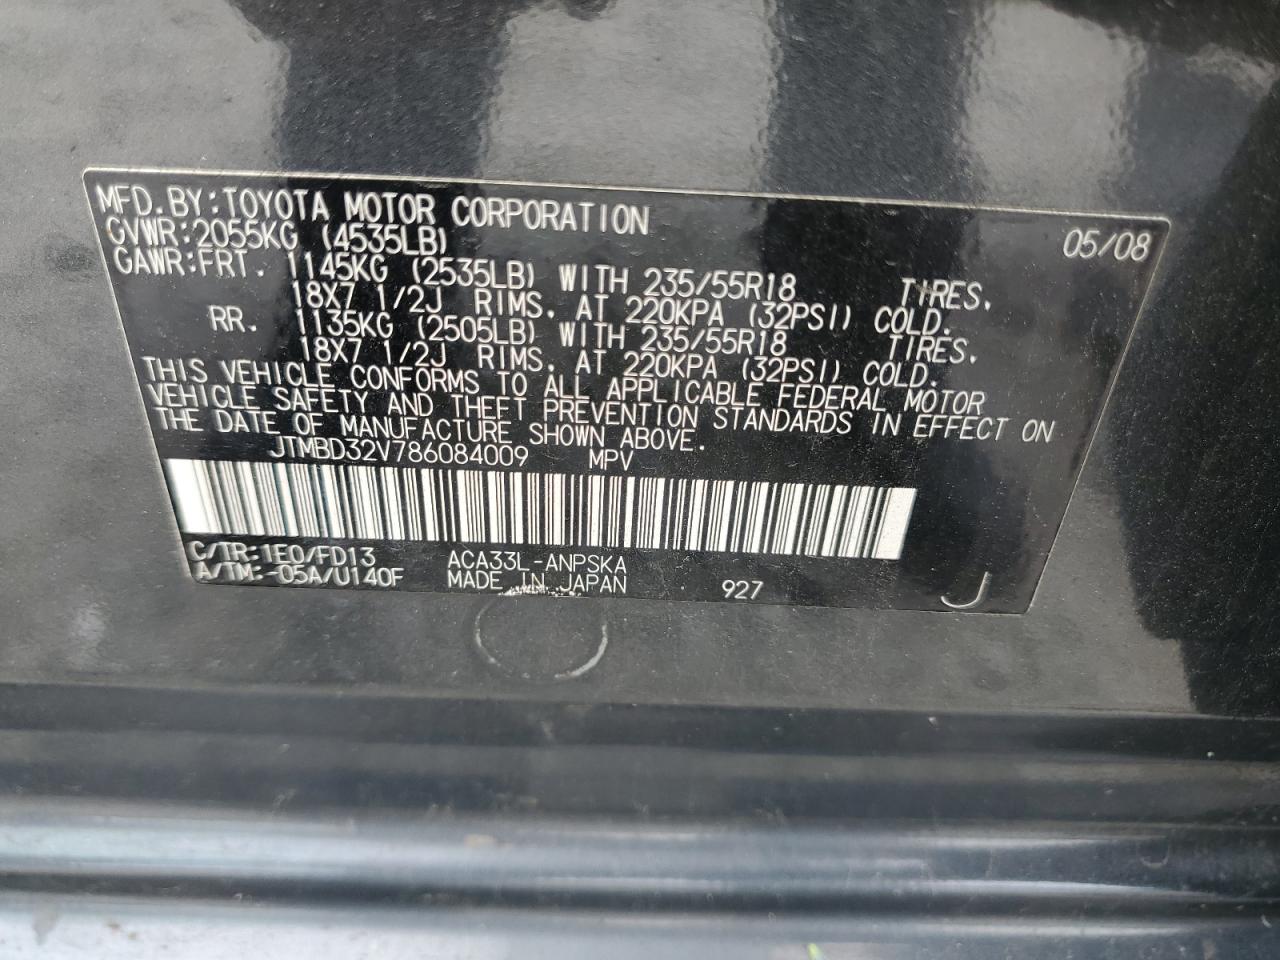 MFD.BY:TOYOTA MOTOR CORPORATION 05/08
GVWR:2055KG (4535LB)
GAWR:FRT. 1145KG (2535LB) WITH 235/55R18 TIRES,
18X7 1/2J RIMS, AT 220KPA (32PSI) COLD.
RR. 1135KG (2505LB) WITH 235/55R18 TIRES,
18X7 1/2J RIMS, AT 220KPA (32PSI) COLD.
THIS VEHICLE CONFORMS TO ALL APPLICABLE FEDERAL MOTOR
VEHICLE SAFETY AND THEFT PREVENTION STANDARDS IN EFFECT ON
THE DATE OF MANUFACTURE SHOWN ABOVE.
JTMBD32V786084009 MPV
C/TR:1E0/FD13 ACA33L-ANPSKA
A/TM:-05A/U140F MADE IN JAPAN 927 J